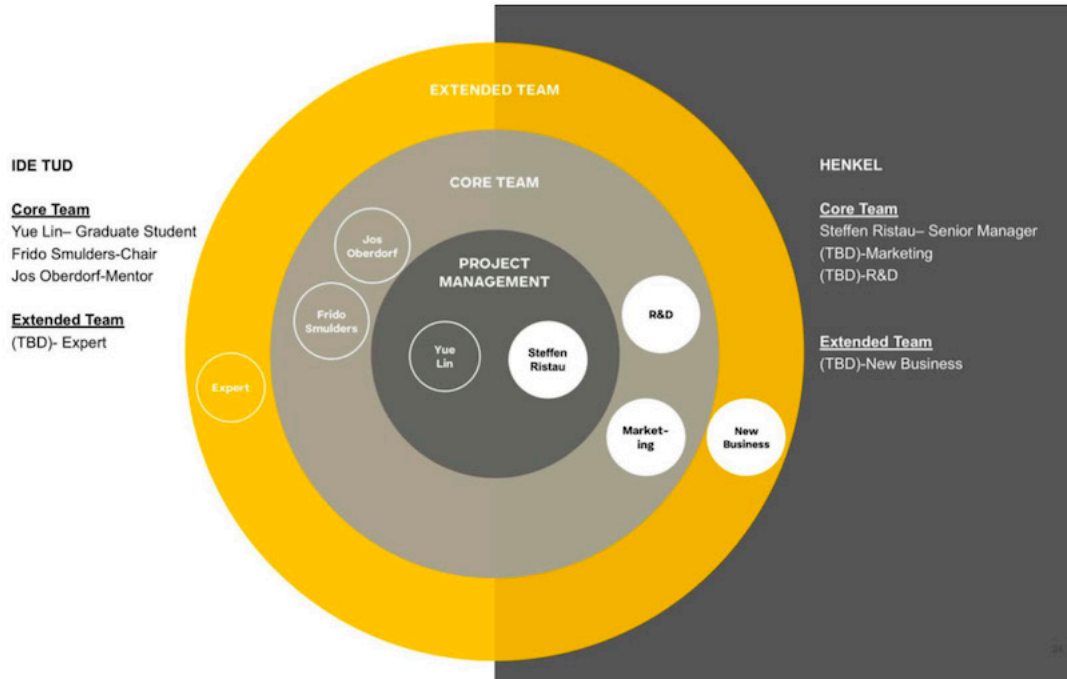 EXTENDED TEAM
IDE TUD
Core Team
Yue Lin– Graduate Student
Frido Smulders-Chair
Jos Oberdorf-Mentor
Extended Team
(TBD)- Expert
CORE TEAM
Jos
Oberdorf
PROJECT
MANAGEMENT
Frido
Smulders
Yue
Lin
Steffen
Ristau
R&D
Expert
Market-
ing
New
Business
HENKEL
Core Team
Steffen Ristau– Senior Manager
(TBD)-Marketing
(TBD)-R&D
Extended Team
(TBD)-New Business